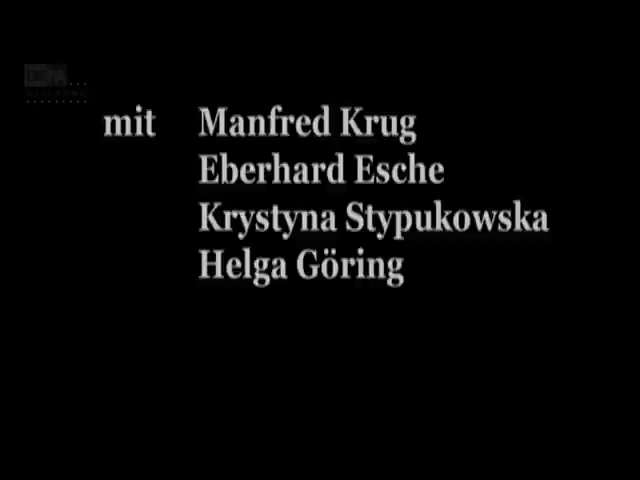 mit Manfred Krug
Eberhard Esche
Krystyna Stypukowska
Helga Göring